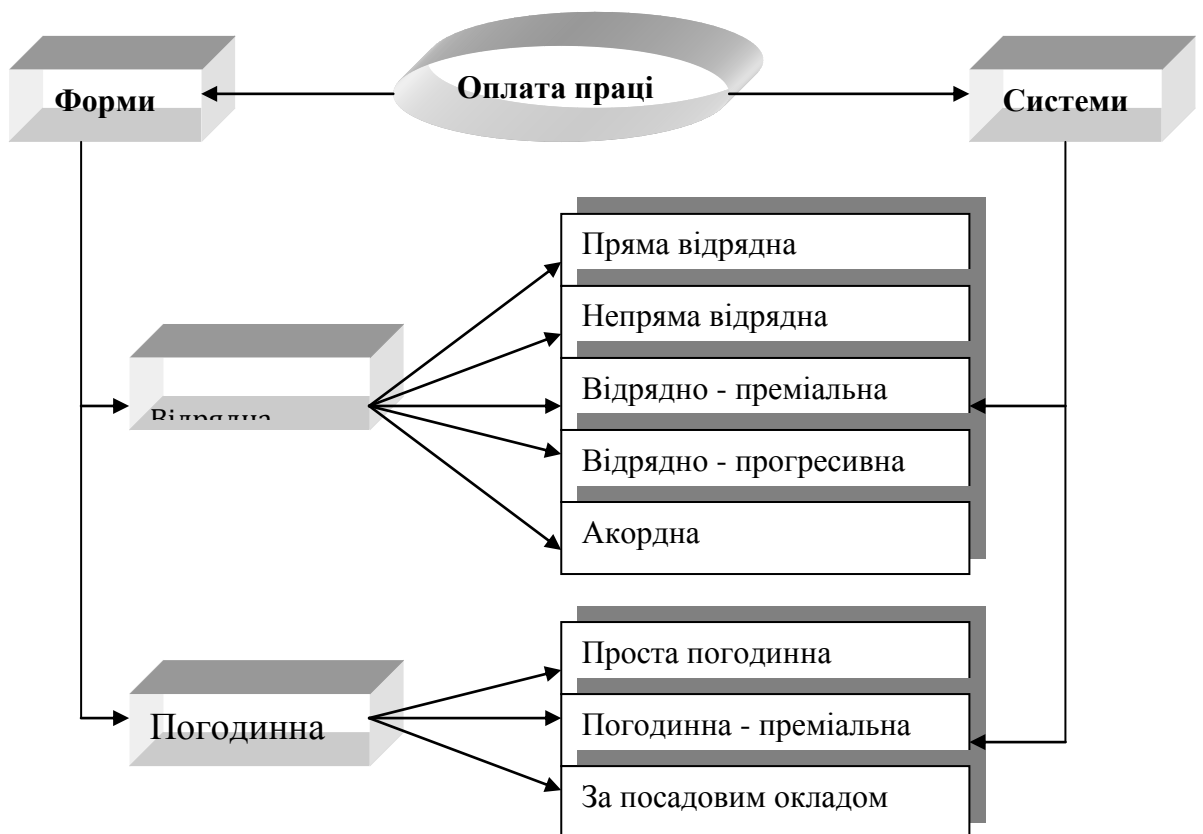 Оплата праці
Форми
Системи
Пряма відрядна
Непряма відрядна
Відрядно - преміальна
Відрядно - прогресивна
Акордна
Відрядна
Проста погодинна
Погодинна - преміальна
За посадовим окладом
Погодинна